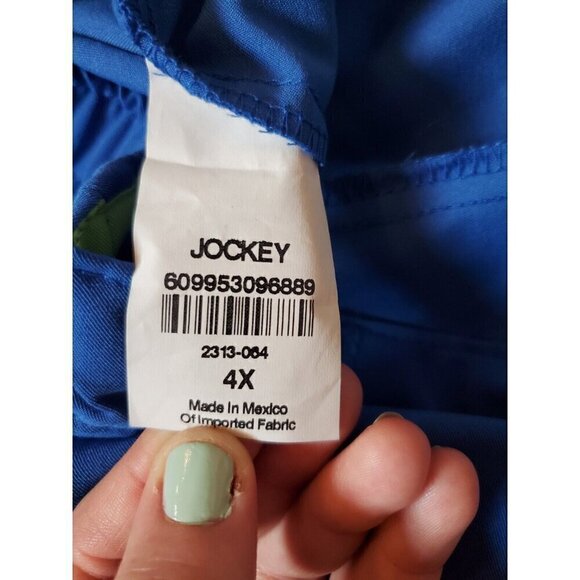 JOCKEY
609953096889
2313-064
4X
Made In Mexico
Of Imported Fabric